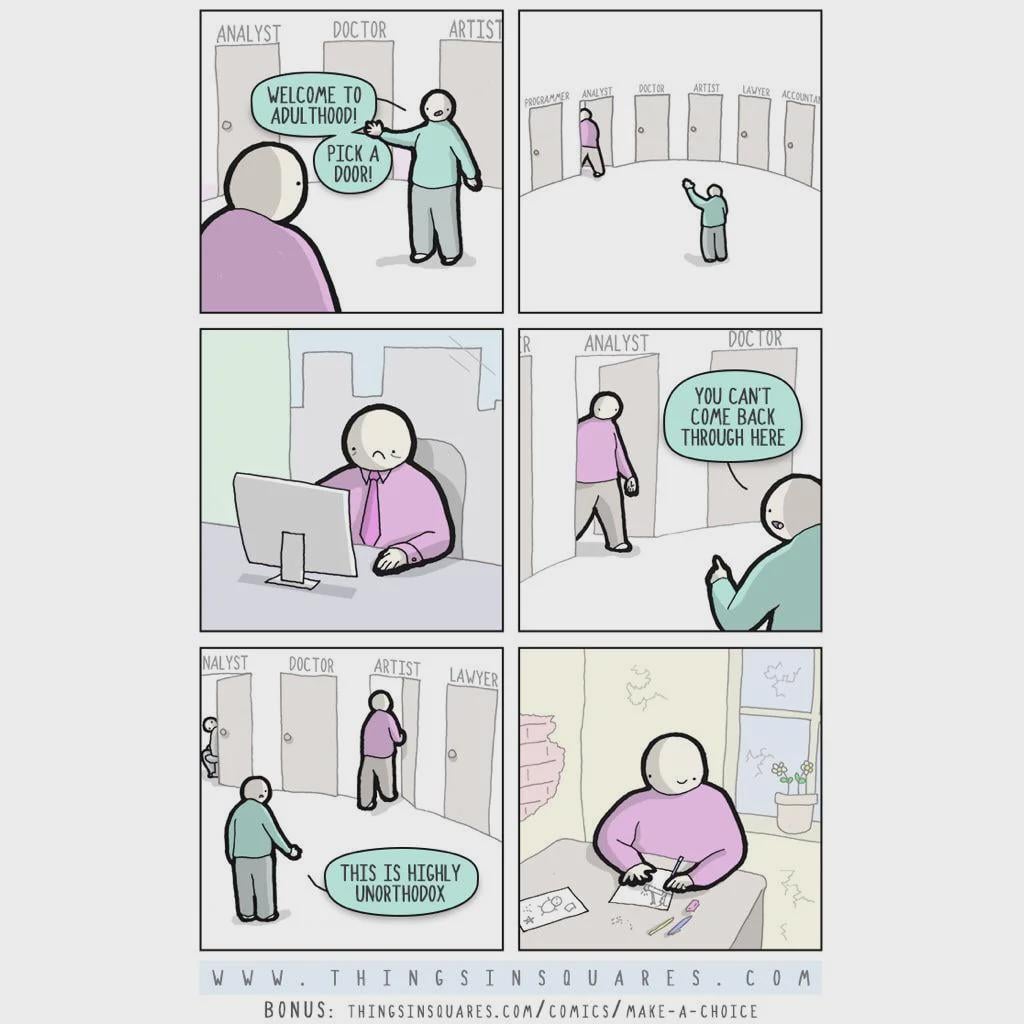 ANALYST
DOCTOR
ARTIST
WELCOME TO
ADULTHOOD!
PICK A
DOOR!
PROGRAMMER
ANALYST
DOCTOR
ARTIST
LAWYER
ACCOUNTAN
R
ANALYST
DOCTOR
YOU CAN'T
COME BACK
THROUGH HERE
NALYST
DOCTOR
ARTIST
LAWYER
THIS IS HIGHLY
UNORTHODOX
WWW.THINGSINSQUARES.COM
BONUS: THINGSINSQUARES.COM/COMICS/MAKE-A-CHOICE